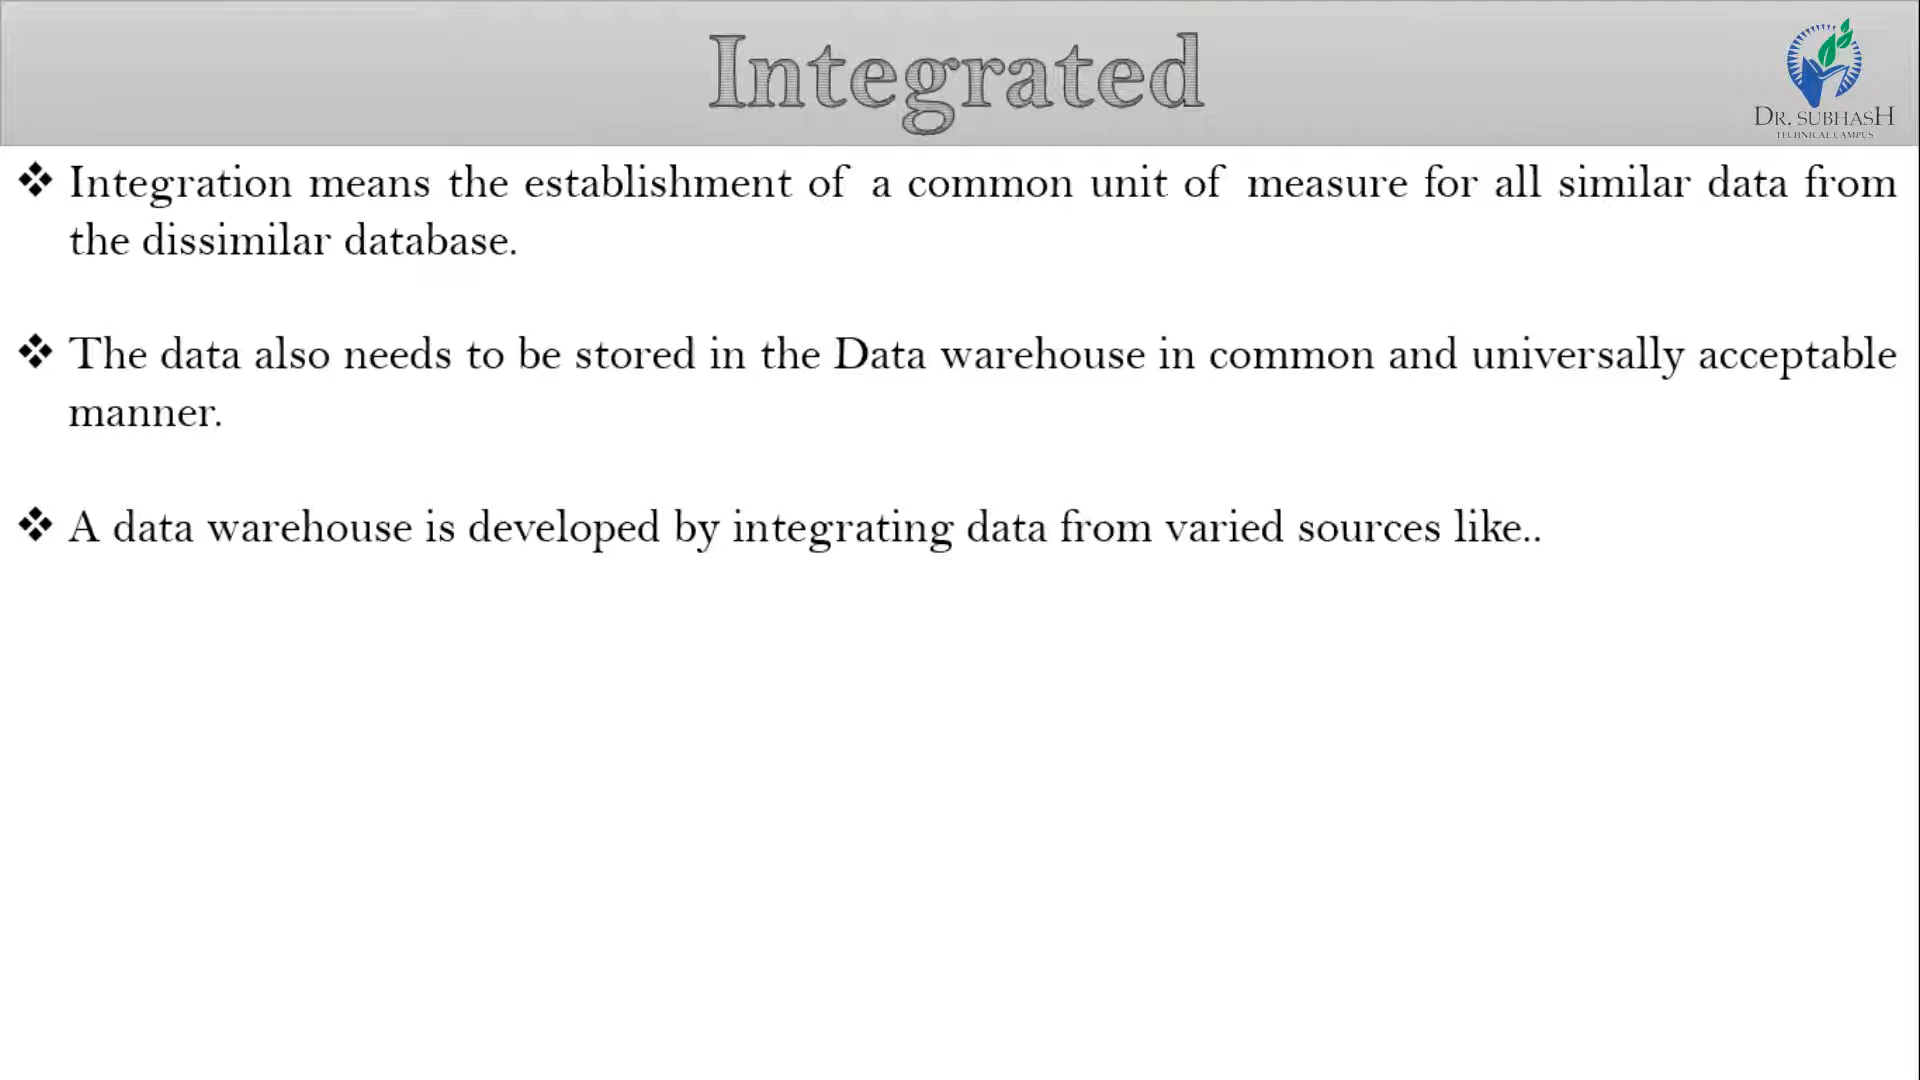 Integrated
DR. SUBHASH
TECHNICAL CAMPUS
❖ Integration means the establishment of a common unit of measure for all similar data from
the dissimilar database.
❖ The data also needs to be stored in the Data warehouse in common and universally acceptable
manner.
❖ A data warehouse is developed by integrating data from varied sources like..